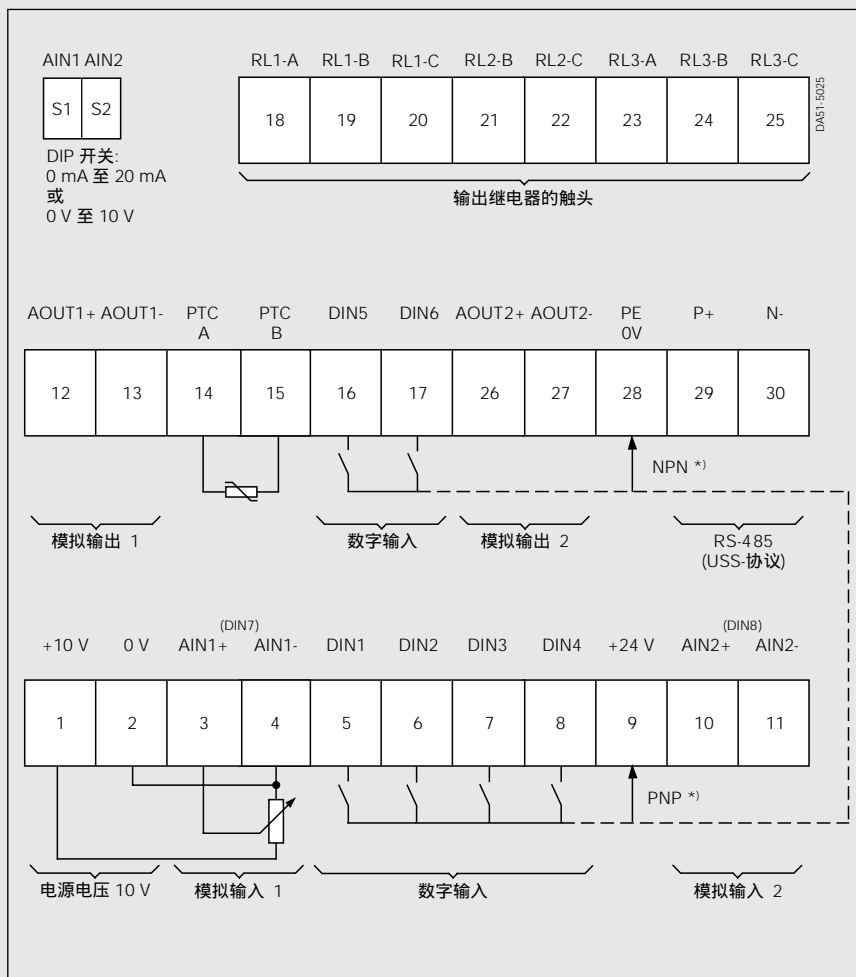 AIN1 AIN2
RL1-A RL1-B RL1-C RL2-B RL2-C RL3-A RL3-B RL3-C
S1 S2
18 19 20 21 22 23 24 25
DA51-5025
DIP 开关:
0 mA 至 20 mA
或
0 V 至 10 V
输出继电器的触头
AOUT1+ AOUT1- PTC PTC DIN5 DIN6 AOUT2+ AOUT2- PE P+ N-
A B 0V
12 13 14 15 16 17 26 27 28 29 30
NPN *)
模拟输出 1 数字输入 模拟输出 2 RS-485
(USS-协议)
(DIN7) (DIN8)
+10 V 0 V AIN1+ AIN1- DIN1 DIN2 DIN3 DIN4 +24 V AIN2+ AIN2-
1 2 3 4 5 6 7 8 9 10 11
PNP *)
电源电压 10 V 模拟输入 1 数字输入 模拟输入 2